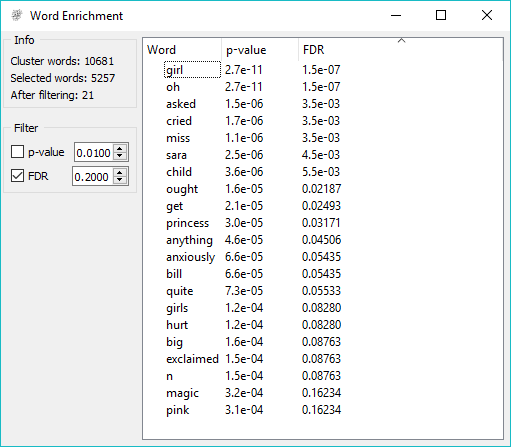 Word Enrichment
Info
Cluster words: 10681
Selected words: 5257
After filtering: 21
Filter
p-value 0.0100
FDR 0.2000
Word p-value FDR
girl 2.7e-11 1.5e-07
oh 2.7e-11 1.5e-07
asked 1.5e-06 3.5e-03
cried 1.7e-06 3.5e-03
miss 1.1e-06 3.5e-03
sara 2.5e-06 4.5e-03
child 3.6e-06 5.5e-03
ought 1.6e-05 0.02187
get 2.1e-05 0.02493
princess 3.0e-05 0.03171
anything 4.6e-05 0.04506
anxiously 6.6e-05 0.05435
bill 6.6e-05 0.05435
quite 7.3e-05 0.05533
girls 1.2e-04 0.08280
hurt 1.2e-04 0.08280
big 1.6e-04 0.08763
exclaimed 1.5e-04 0.08763
n 1.5e-04 0.08763
magic 3.2e-04 0.16234
pink 3.1e-04 0.16234